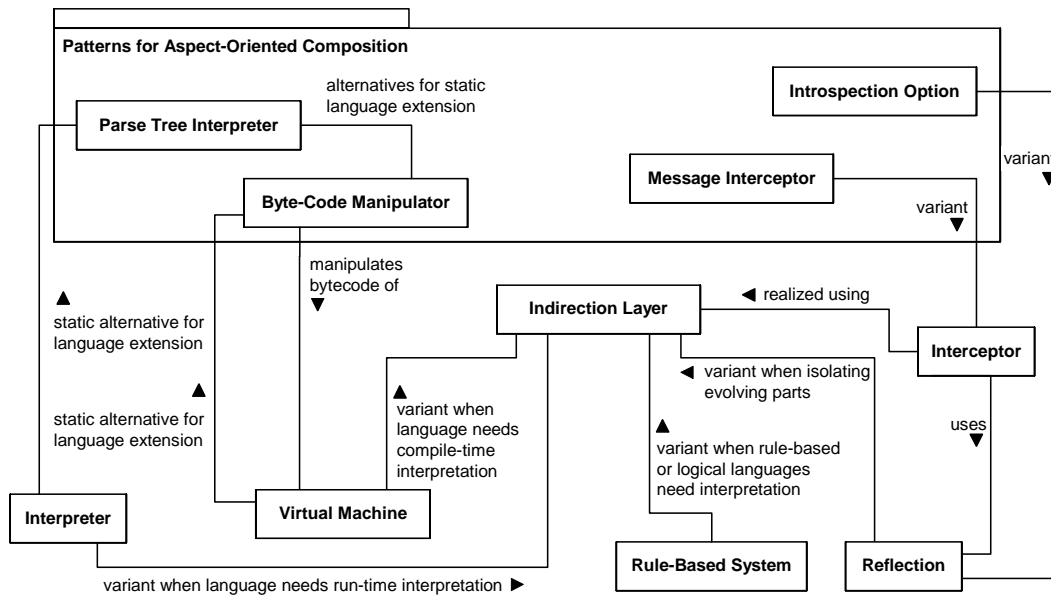 Patterns for Aspect-Oriented Composition
alternatives for static
language extension
Introspection Option
Parse Tree Interpreter
Message Interceptor
variant
Byte-Code Manipulator
variant
manipulates
bytecode of
static alternative for
language extension
Indirection Layer
◄ realized using
Interceptor
variant when isolating
evolving parts
static alternative for
language extension
variant when
language needs
compile-time
interpretation
uses
variant when rule-based
or logical languages
need interpretation
Interpreter
Virtual Machine
Rule-Based System
Reflection
variant when language needs run-time interpretation ►